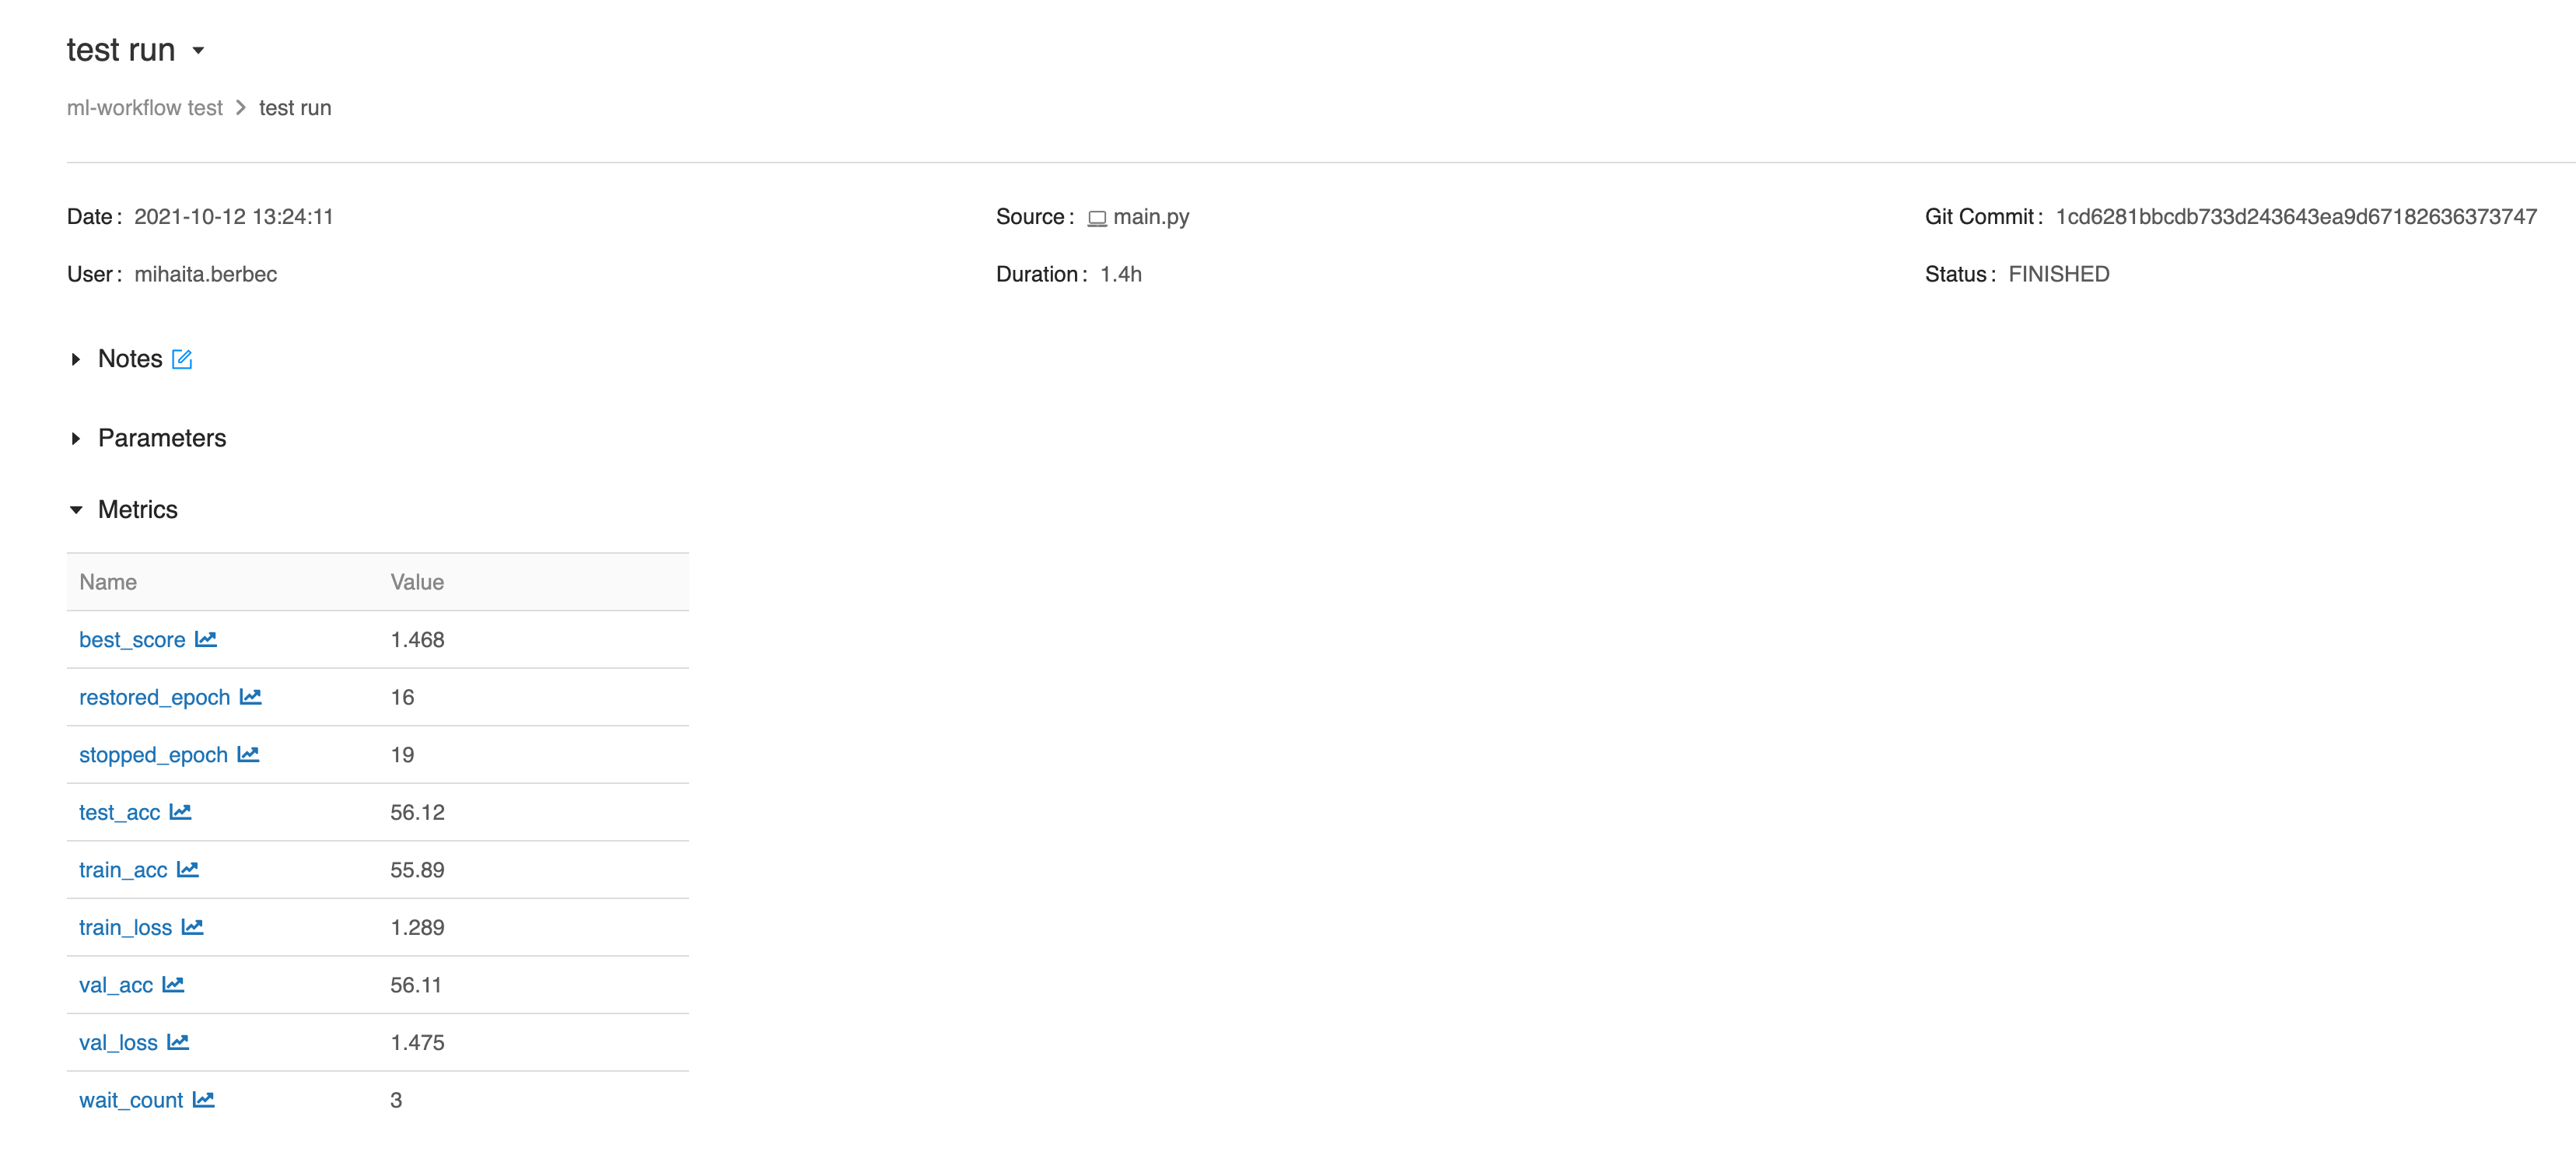 test run
ml-workflow test > test run
Date: 2021-10-12 13:24:11 Source: main.py Git Commit: 1cd6281bbcdb733d243643ea9d67182636373747
User: mihaita.berbec Duration: 1.4h Status: FINISHED
Notes
Parameters
Metrics
Name Value
best_score 1.468
restored_epoch 16
stopped_epoch 19
test_acc 56.12
train_acc 55.89
train_loss 1.289
val_acc 56.11
val_loss 1.475
wait_count 3